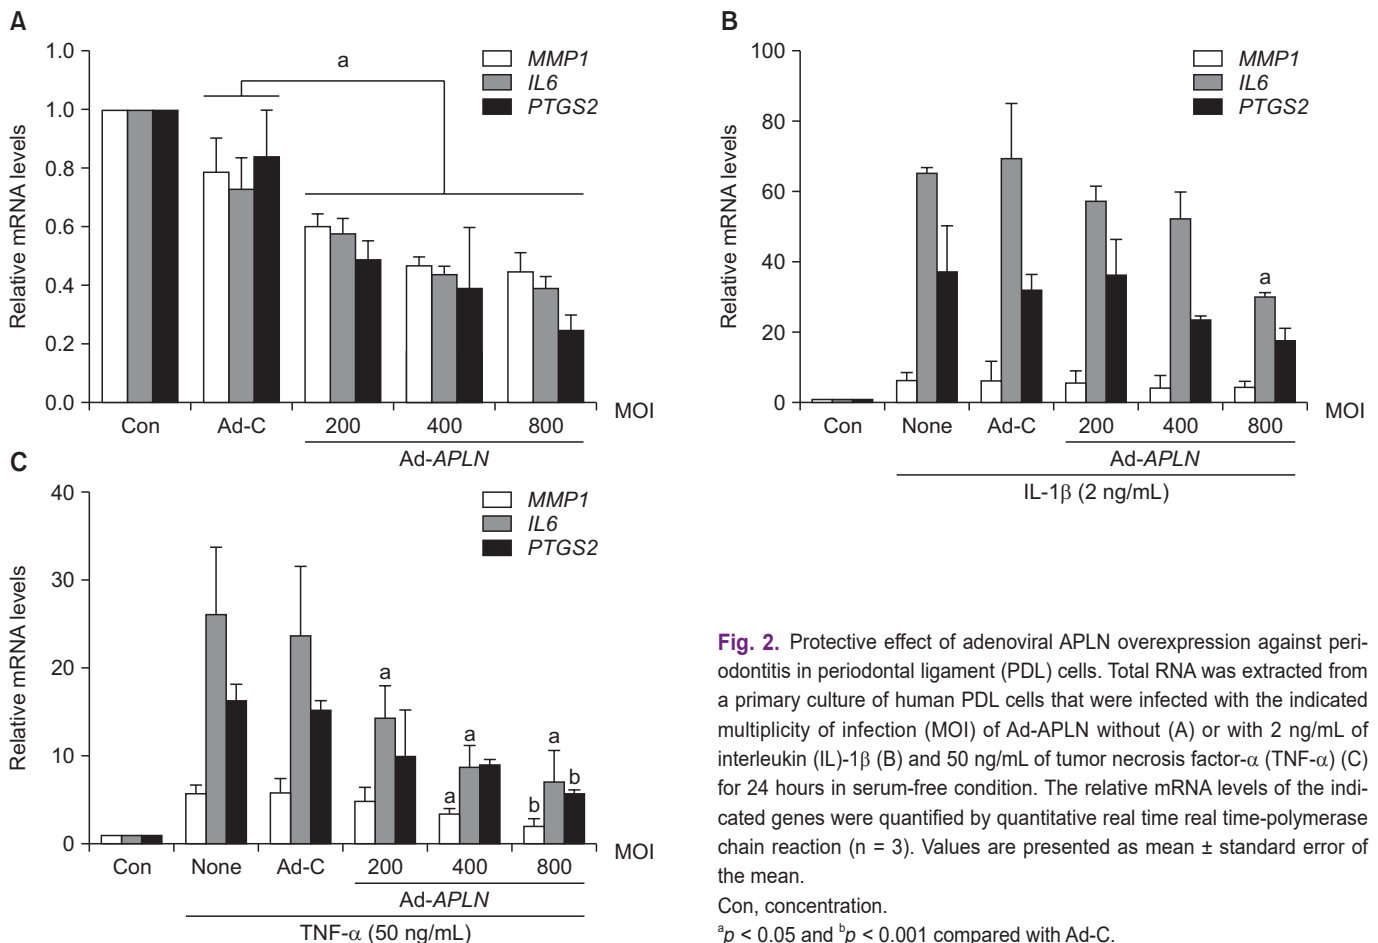 A
1.0
1.0
0.8
0.6
0.4
0.2
0.0
Relative mRNA levels
a
MMP1
IL6
PTGS2
Con Ad-C 200 400 800 MOI
Ad-APLN
B
100
80
60
40
20
0
Relative mRNA levels
MMP1
IL6
PTGS2
a
Con None Ad-C 200 400 800 MOI
Ad-APLN
IL-1β (2 ng/mL)
C
40
30
20
10
0
Relative mRNA levels
MMP1
IL6
PTGS2
a
a
a
a
b
b
Con None Ad-C 200 400 800 MOI
Ad-APLN
TNF-α (50 ng/mL)
Fig. 2. Protective effect of adenoviral APLN overexpression against peri-
odontitis in periodontal ligament (PDL) cells. Total RNA was extracted from
a primary culture of human PDL cells that were infected with the indicated
multiplicity of infection (MOI) of Ad-APLN without (A) or with 2 ng/mL of
interleukin (IL)-1β (B) and 50 ng/mL of tumor necrosis factor-α (TNF-α) (C)
for 24 hours in serum-free condition. The relative mRNA levels of the indi-
cated genes were quantified by quantitative real time real time-polymerase
chain reaction (n = 3). Values are presented as mean ± standard error of
the mean.
Con, concentration.
ᵃp < 0.05 and ᵇp < 0.001 compared with Ad-C.